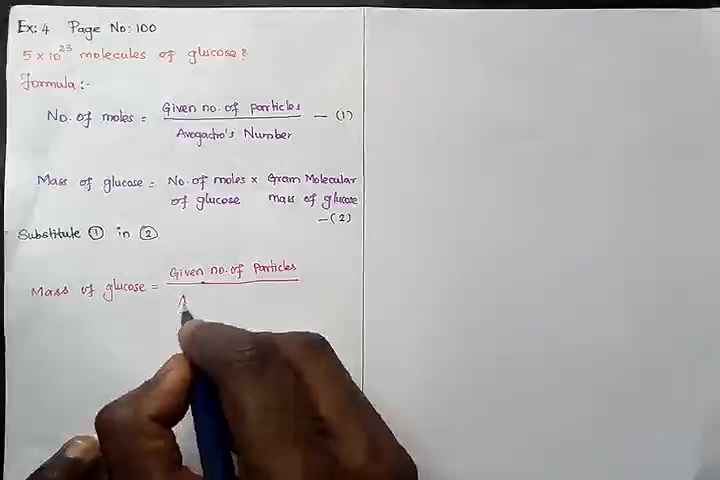 Ex: 4 Page No: 100
5 × 10²³ molecules of glucose?
Formula :-
No. of moles = Given no. of Particles — (1)
Avogadro's Number
Mass of glucose = No. of moles × Gram Molecular
of glucose mass of glucose
— (2)
Substitute ① in ②
Mass of glucose = Given no. of Particles
A